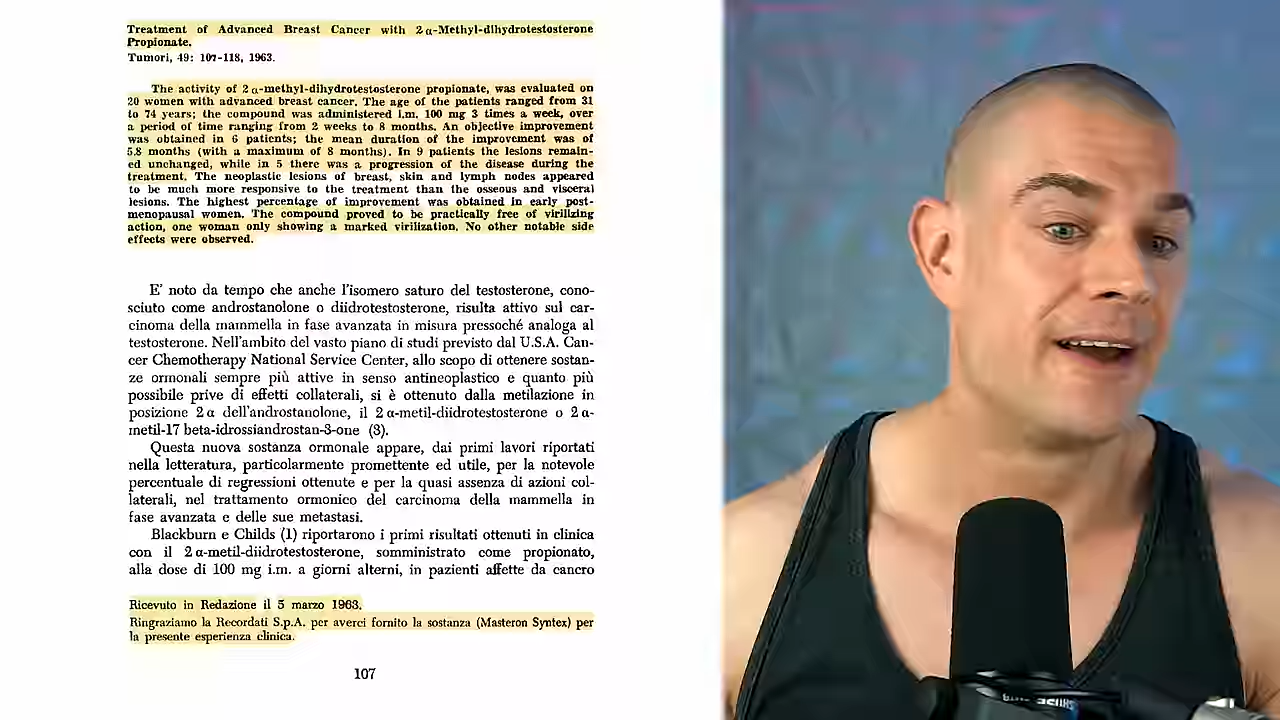 Treatment of Advanced Breast Cancer with 2α-Methyl-dihydrotestosterone
Propionate.
Tumori, 49: 107-118, 1963.
The activity of 2α-methyl-dihydrotestosterone propionate, was evaluated on
20 women with advanced breast cancer. The age of the patients ranged from 31
to 74 years; the compound was administered i.m. 100 mg 3 times a week, over
a period of time ranging from 2 weeks to 8 months. An objective improvement
was obtained in 6 patients; the mean duration of the improvement was of
5.8 months (with a maximum of 8 months). In 9 patients the lesions remain-
ed unchanged, while in 5 there was a progression of the disease during the
treatment. The neoplastic lesions of breast, skin and lymph nodes appeared
to be much more responsive to the treatment than the osseous and visceral
lesions. The highest percentage of improvement was obtained in early post-
menopausal women. The compound proved to be practically free of virilizing
action, one woman only showing a marked virilization. No other notable side
effects were observed.
E' noto da tempo che anche l'isomero saturo del testosterone, cono-
sciuto come androstanolone o diidrotestosterone, risulta attivo sul car-
cinoma della mammella in fase avanzata in misura pressoché analoga al
testosterone. Nell'ambito del vasto piano di studi previsto dal U.S.A. Can-
cer Chemotherapy National Service Center, allo scopo di ottenere sostan-
ze ormonali sempre più attive in senso antineoplastico e quanto più
possibile prive di effetti collaterali, si è ottenuto dalla metilazione in
posizione 2α dell'androstanolone, il 2α-metil-diidrotestosterone o 2α-
metil-17 beta-idrossiandrostan-3-one (3).
Questa nuova sostanza ormonale appare, dai primi lavori riportati
nella letteratura, particolarmente promettente ed utile, per la notevole
percentuale di regressioni ottenute e per la quasi assenza di azioni col-
laterali, nel trattamento ormonico del carcinoma della mammella in
fase avanzata e delle sue metastasi.
Blackburn e Childs (1) riportarono i primi risultati ottenuti in clinica
con il 2α-metil-diidrotestosterone, somministrato come propionato,
alla dose di 100 mg i.m. a giorni alterni, in pazienti affette da cancro
Ricevuto in Redazione il 5 marzo 1963.
Ringraziamo la Recordati S.p.A. per averci fornito la sostanza (Masteron Syntex) per
la presente esperienza clinica.
107